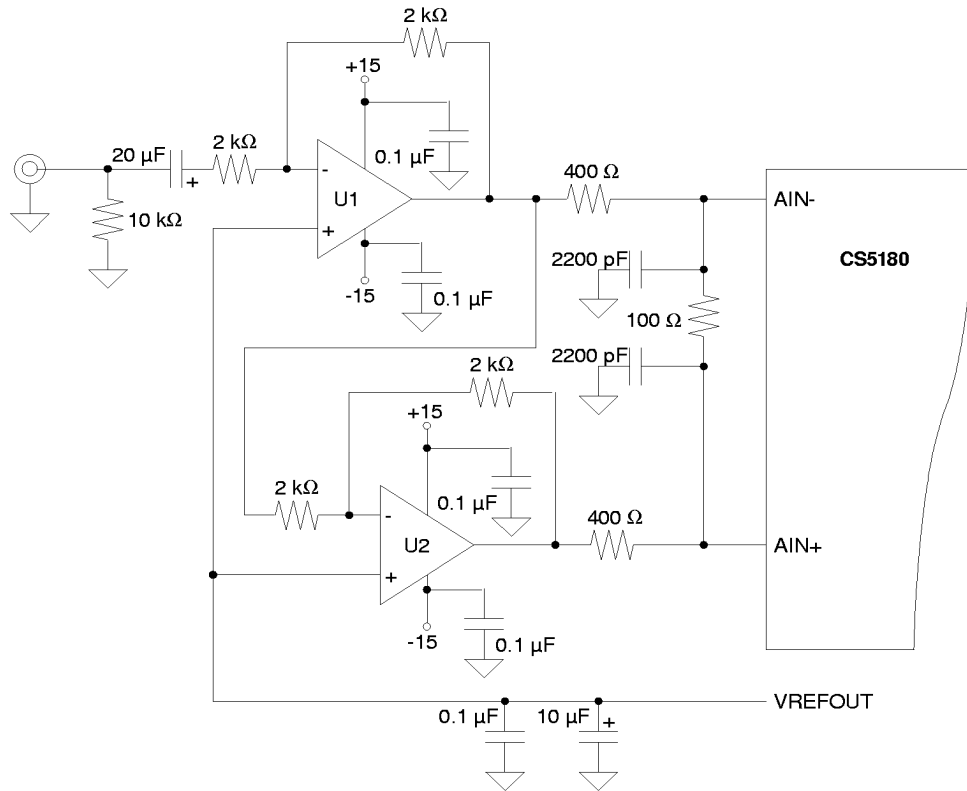 2 kΩ
+15
20 µF
+
2 kΩ
0.1 µF
-
U1
+
10 kΩ
-15
0.1 µF
400 Ω
AIN-
CS5180
2200 pF
100 Ω
2200 pF
2 kΩ
+15
2 kΩ
0.1 µF
-
U2
+
400 Ω
AIN+
-15
0.1 µF
VREFOUT
0.1 µF
10 µF
+